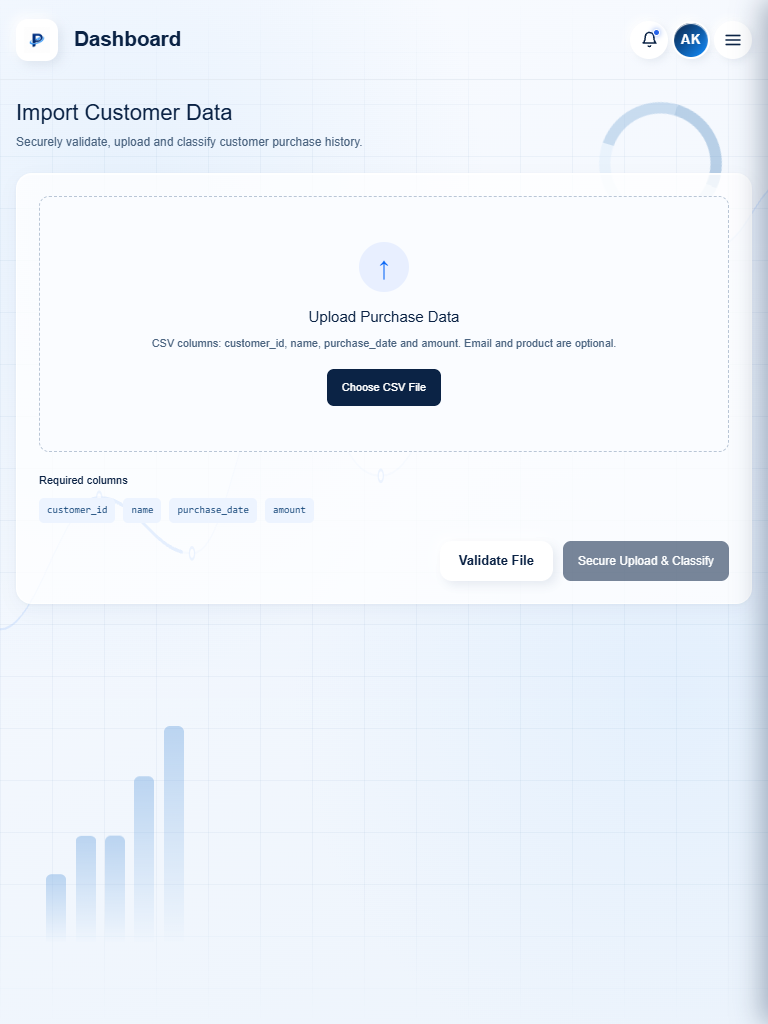 P
Dashboard
AK
Import Customer Data
Securely validate, upload and classify customer purchase history.
↑
Upload Purchase Data
CSV columns: customer_id, name, purchase_date and amount. Email and product are optional.
Choose CSV File
Required columns
customer_id name purchase_date amount
Validate File
Secure Upload & Classify